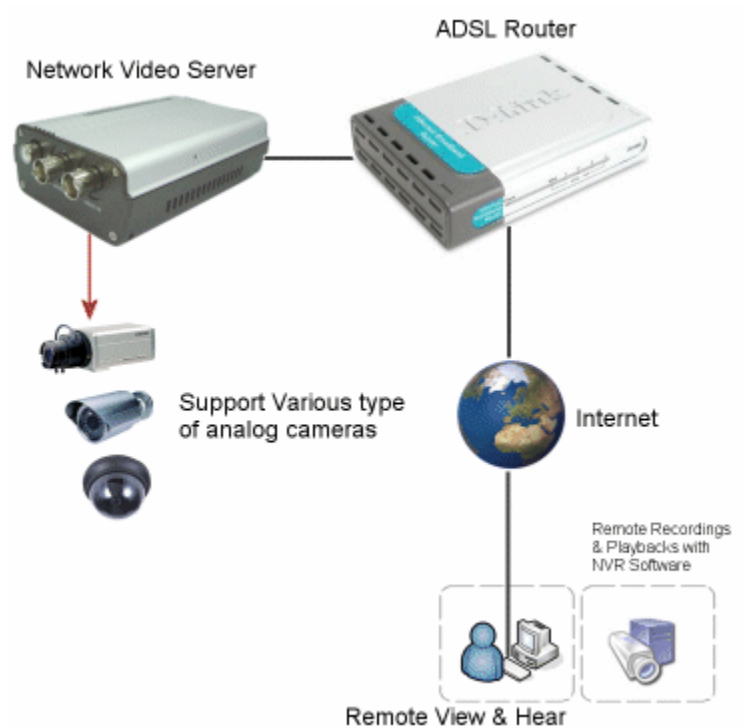 ADSL Router
Network Video Server
D-Link
Support Various type
of analog cameras
Internet
Remote Recordings
& Playbacks with
NVR Software
Remote View & Hear